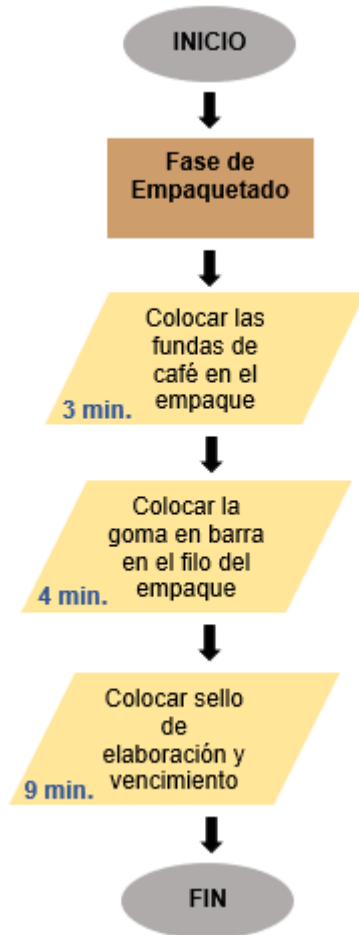 INICIO
Fase de
Empaquetado
Colocar las
fundas de
café en el
empaque
3 min.
Colocar la
goma en barra
en el filo del
empaque
4 min.
Colocar sello
de
elaboración y
vencimiento
9 min.
FIN